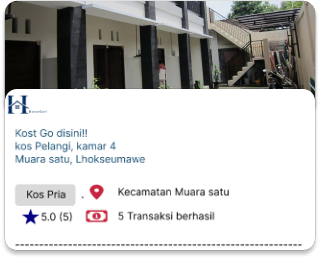 Kost Go disini!!
kos Pelangi, kamar 4
Muara satu, Lhokseumawe
Kos Pria . Kecamatan Muara satu
5.0 (5) 5 Transaksi berhasil